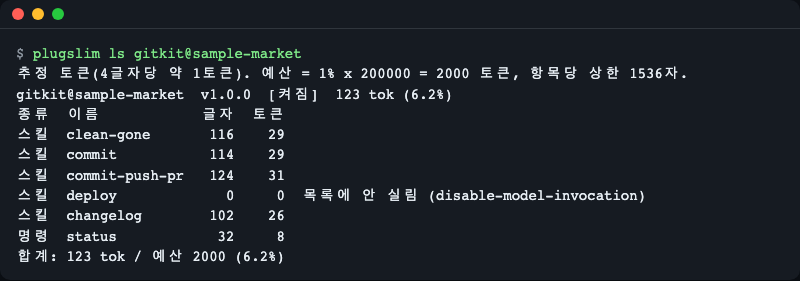 $ plugslim ls gitkit@sample-market
추정 토큰(4글자당 약 1토큰). 예산 = 1% x 200000 = 2000 토큰, 항목당 상한 1536자.
gitkit@sample-market  v1.0.0  [켜짐]  123 tok (6.2%)
종류  이름  글자  토큰
스킬  clean-gone  116  29
스킬  commit  114  29
스킬  commit-push-pr  124  31
스킬  deploy  0  0  목록에 안 실림 (disable-model-invocation)
스킬  changelog  102  26
명령  status  32  8
합계: 123 tok / 예산 2000 (6.2%)